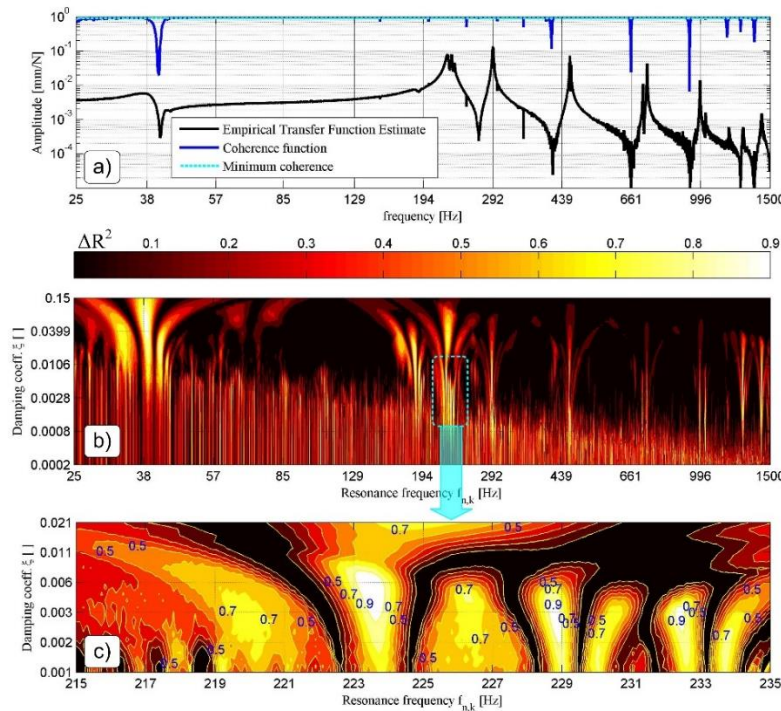 10⁰
10⁻¹
10⁻²
10⁻³
10⁻⁴
Amplitude [mm/N]
Empirical Transfer Function Estimate
Coherence function
Minimum coherence
a)
25 38 57 85 129 194 292 439 661 996 1500
frequency [Hz]
ΔR² 0.1 0.2 0.3 0.4 0.5 0.6 0.7 0.8 0.9
0.15
0.0399
0.0106
0.0028
0.0008
0.0002
Damping coeff. ξ [ ]
b)
25 38 57 85 129 194 292 439 661 996 1500
Resonance frequency fn,k [Hz]
0.021
0.011
0.006
0.003
0.002
0.001
Damping coeff. ξ [ ]
0.5 0.5 0.7 0.5 0.7 0.5
0.5 0.7 0.9 0.7 0.5 0.7 0.5 0.7 0.9 0.5 0.7 0.9 0.7 0.5 0.7
0.7 0.5 0.7 0.5 0.5
c)
215 217 219 221 223 225 227 229 231 233 235
Resonance frequency fn,k [Hz]